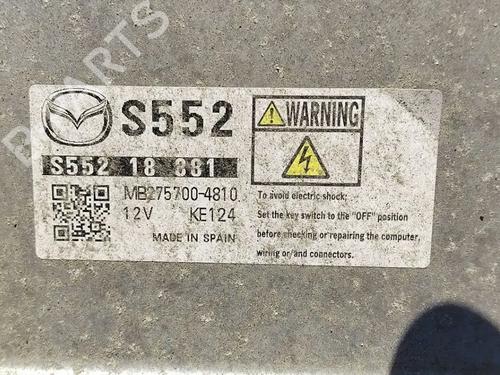 PARTS
S552
S552 18 881
MB275700-4810
12V KE124
MADE IN SPAIN
WARNING
To avoid electric shock;
Set the key switch to the "OFF" position
before checking or repairing the computer,
wiring or/and connectors.